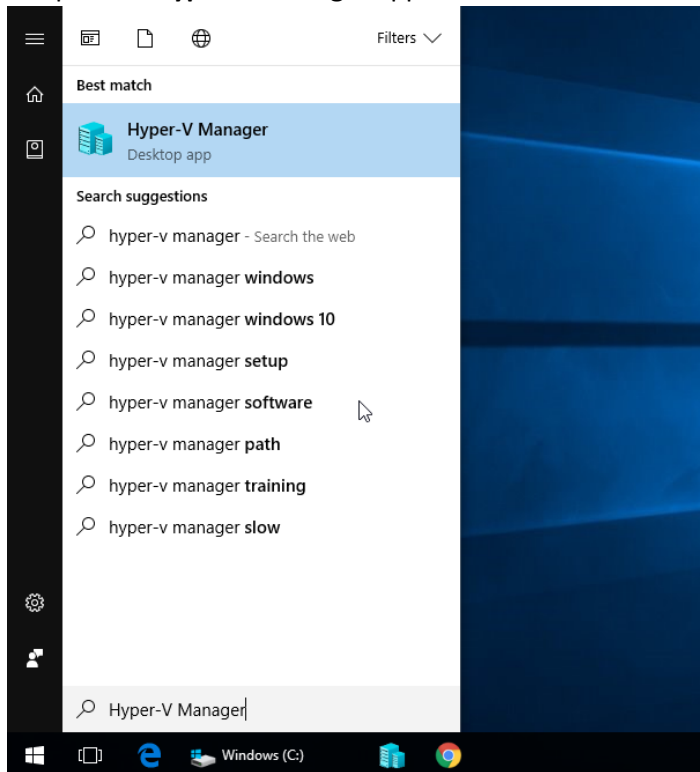 Filters
Best match
Hyper-V Manager
Desktop app
Search suggestions
hyper-v manager - Search the web
hyper-v manager windows
hyper-v manager windows 10
hyper-v manager setup
hyper-v manager software
hyper-v manager path
hyper-v manager training
hyper-v manager slow
Hyper-V Manager
Windows (C:)